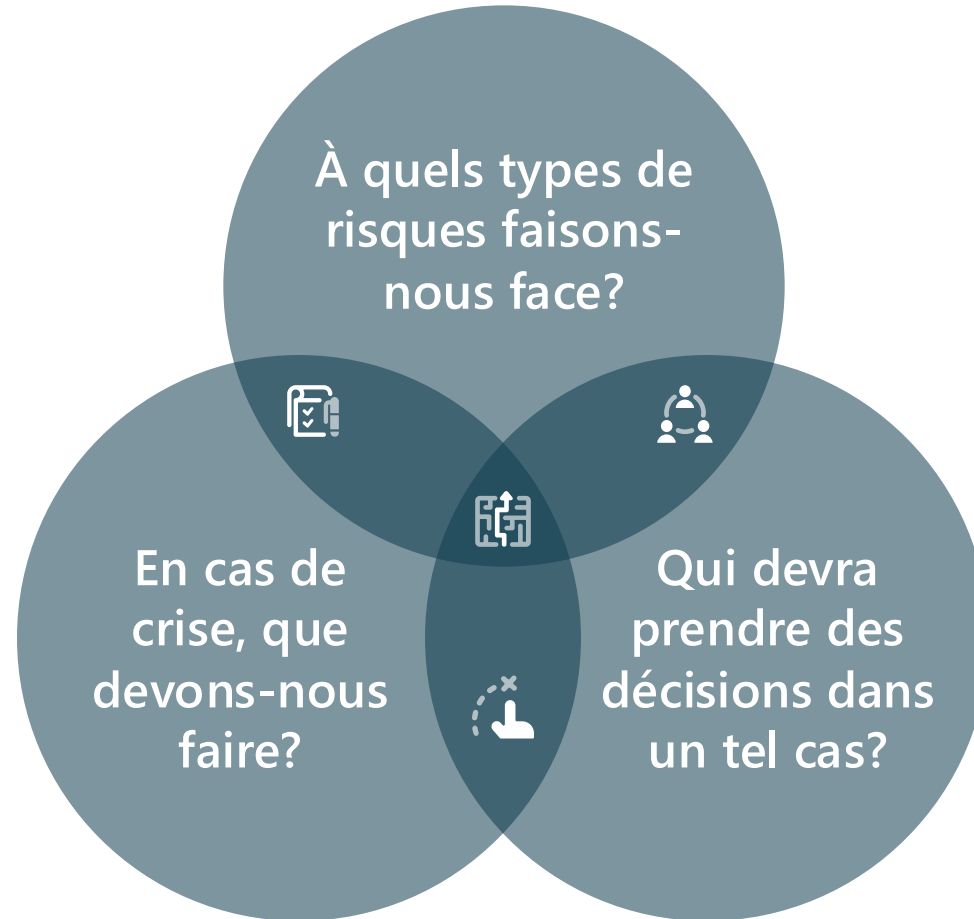 À quels types de
risques faisons-
nous face?
En cas de
crise, que
devons-nous
faire?
Qui devra
prendre des
décisions dans
un tel cas?